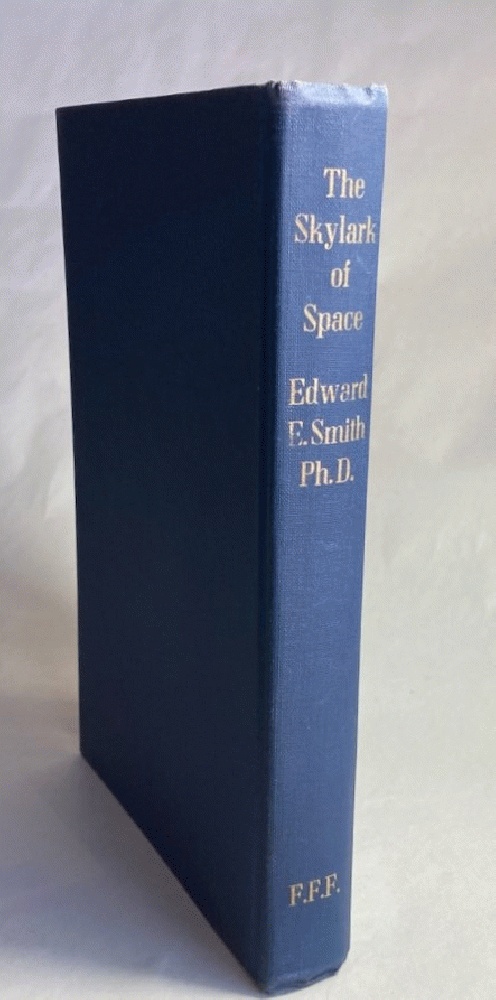 The
Skylark
of
Space
Edward
E. Smith
Ph.D.
F.F.F.